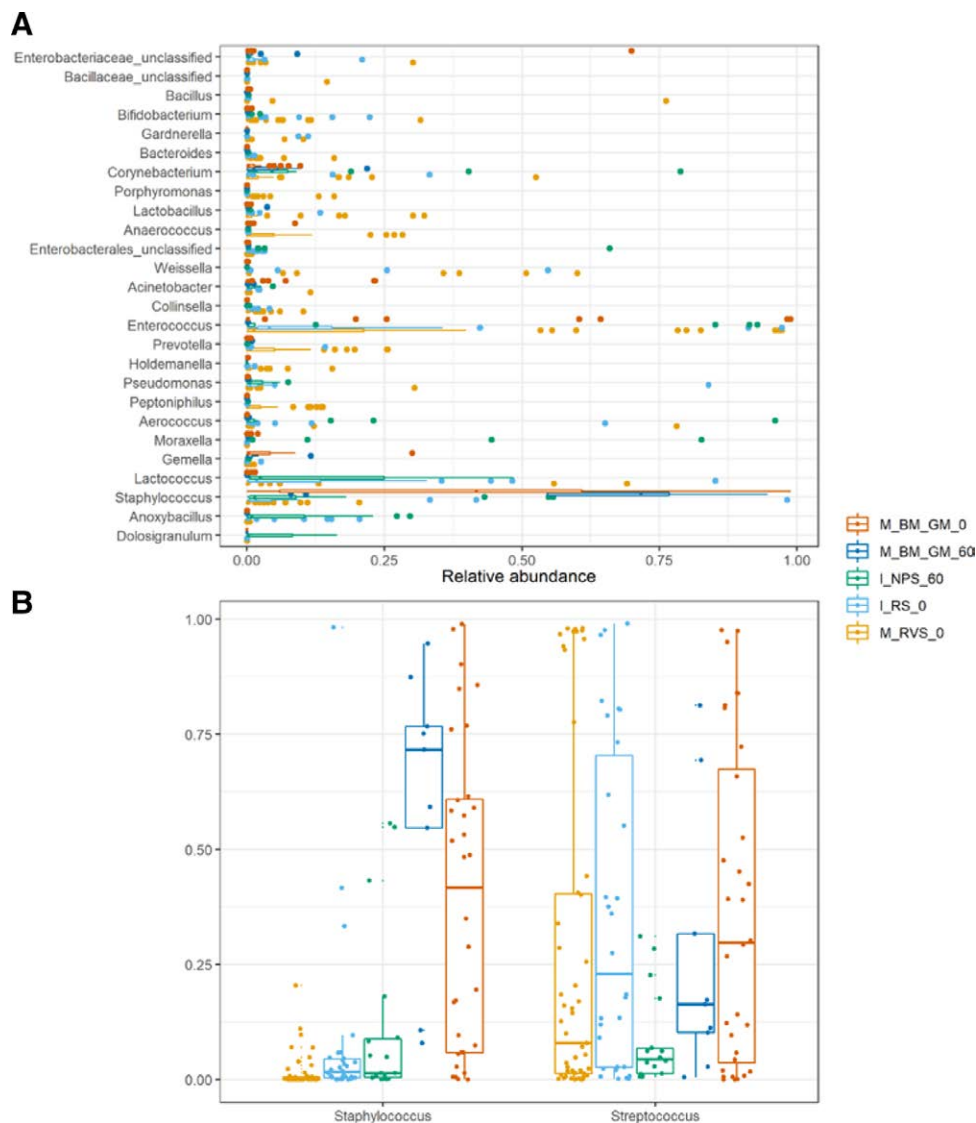 A
Enterobacteriaceae_unclassified
Bacillaceae_unclassified
Bacillus
Bifidobacterium
Gardnerella
Bacteroides
Corynebacterium
Porphyromonas
Lactobacillus
Anaerococcus
Enterobacterales_unclassified
Weissella
Acinetobacter
Collinsella
Enterococcus
Prevotella
Holdemanella
Pseudomonas
Peptoniphilus
Aerococcus
Moraxella
Gemella
Lactococcus
Staphylococcus
Anoxybacillus
Dolosigranulum
0.00 0.25 0.50 0.75 1.00
Relative abundance
M_BM_GM_0
M_BM_GM_60
I_NPS_60
I_RS_0
M_RVS_0
B
1.00
0.75
0.50
0.25
0.00
Staphylococcus Streptococcus